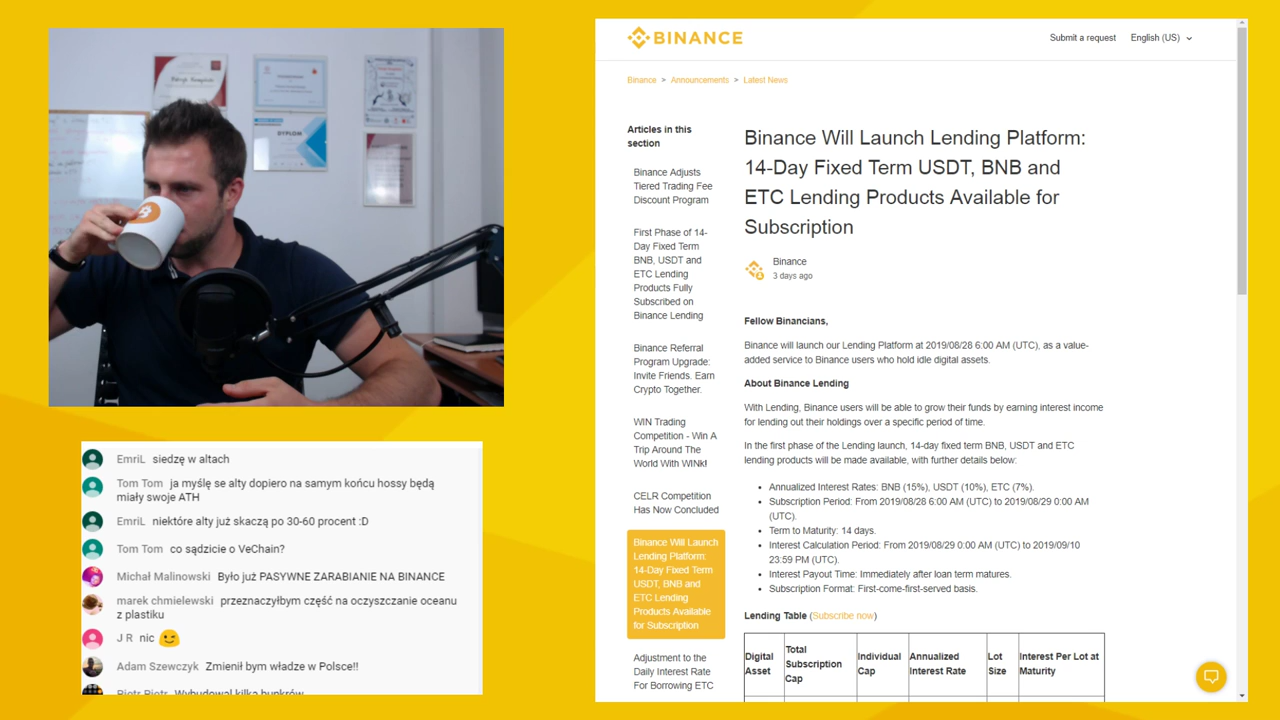 DYPLOM
EmriL siedzę w altach
Tom Tom ja myślę se alty dopiero na samym końcu hossy będą
miały swoje ATH
EmriL niektóre alty już skaczą po 30-60 procent :D
Tom Tom co sądzicie o VeChain?
Michał Malinowski Było już PASYWNE ZARABIANIE NA BINANCE
marek chmielewski przeznaczyłbym część na oczyszczanie oceanu
z plastiku
J R nic 😉
Adam Szewczyk Zmienił bym władze w Polsce!!
Piotr Piotr Wybudował kilka bunkrów
BINANCE
Submit a request English (US)
Binance > Announcements > Latest News
Articles in this
section
Binance Adjusts
Tiered Trading Fee
Discount Program
First Phase of 14-
Day Fixed Term
BNB, USDT and
ETC Lending
Products Fully
Subscribed on
Binance Lending
Binance Referral
Program Upgrade:
Invite Friends. Earn
Crypto Together.
WIN Trading
Competition - Win A
Trip Around The
World With WINk!
CELR Competition
Has Now Concluded
Binance Will Launch
Lending Platform:
14-Day Fixed Term
USDT, BNB and
ETC Lending
Products Available
for Subscription
Adjustment to the
Daily Interest Rate
For Borrowing ETC
Binance Will Launch Lending Platform:
14-Day Fixed Term USDT, BNB and
ETC Lending Products Available for
Subscription
Binance
3 days ago
Fellow Binancians,
Binance will launch our Lending Platform at 2019/08/28 6:00 AM (UTC), as a value-
added service to Binance users who hold idle digital assets.
About Binance Lending
With Lending, Binance users will be able to grow their funds by earning interest income
for lending out their holdings over a specific period of time.
In the first phase of the Lending launch, 14-day fixed term BNB, USDT and ETC
lending products will be made available, with further details below:
• Annualized Interest Rates: BNB (15%), USDT (10%), ETC (7%).
• Subscription Period: From 2019/08/28 6:00 AM (UTC) to 2019/08/29 0:00 AM
(UTC).
• Term to Maturity: 14 days.
• Interest Calculation Period: From 2019/08/29 0:00 AM (UTC) to 2019/09/10
23:59 PM (UTC).
• Interest Payout Time: Immediately after loan term matures.
• Subscription Format: First-come-first-served basis.
Lending Table (Subscribe now)
Digital
Asset
Total
Subscription
Cap
Individual
Cap
Annualized
Interest Rate
Lot
Size
Interest Per Lot at
Maturity